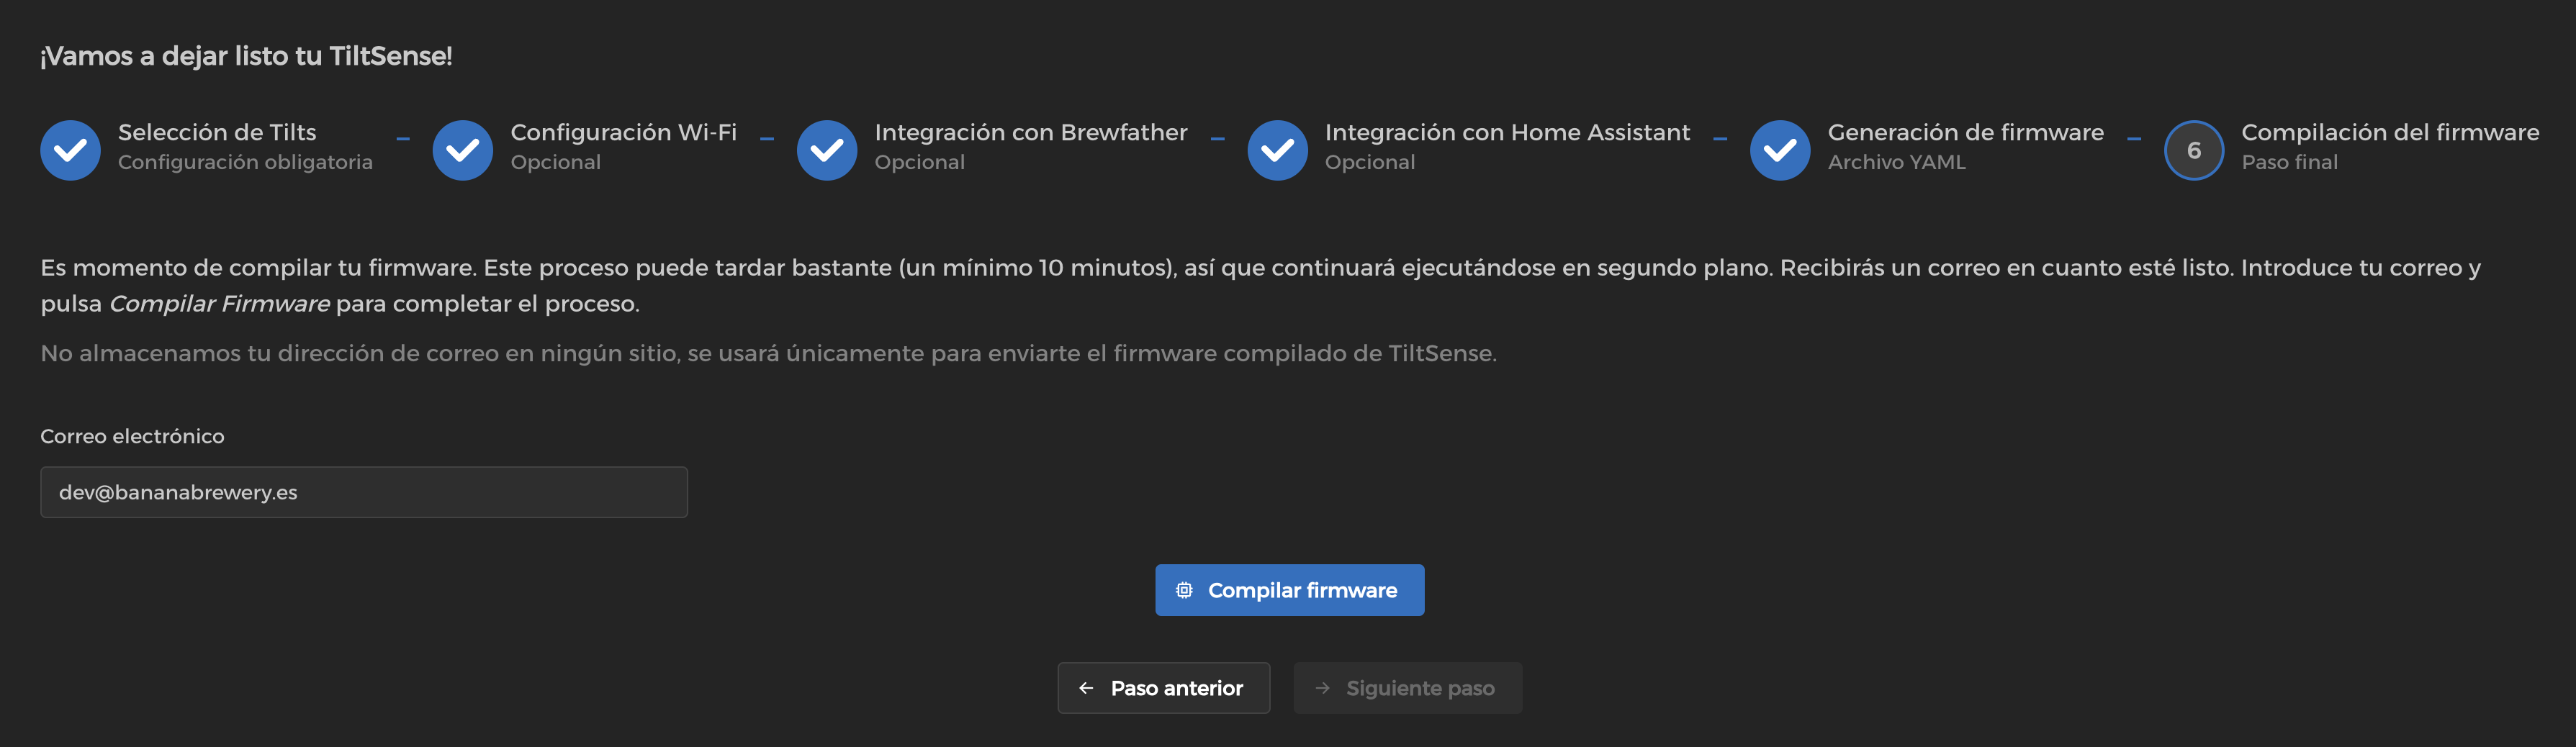 ¡Vamos a dejar listo tu TiltSense!
Selección de Tilts
Configuración obligatoria
Configuración Wi-Fi
Opcional
Integración con Brewfather
Opcional
Integración con Home Assistant
Opcional
Generación de firmware
Archivo YAML
6
Compilación del firmware
Paso final
Es momento de compilar tu firmware. Este proceso puede tardar bastante (un mínimo 10 minutos), así que continuará ejecutándose en segundo plano. Recibirás un correo en cuanto esté listo. Introduce tu correo y
pulsa Compilar Firmware para completar el proceso.
No almacenamos tu dirección de correo en ningún sitio, se usará únicamente para enviarte el firmware compilado de TiltSense.
Correo electrónico
dev@bananabrewery.es
Compilar firmware
Paso anterior
Siguiente paso